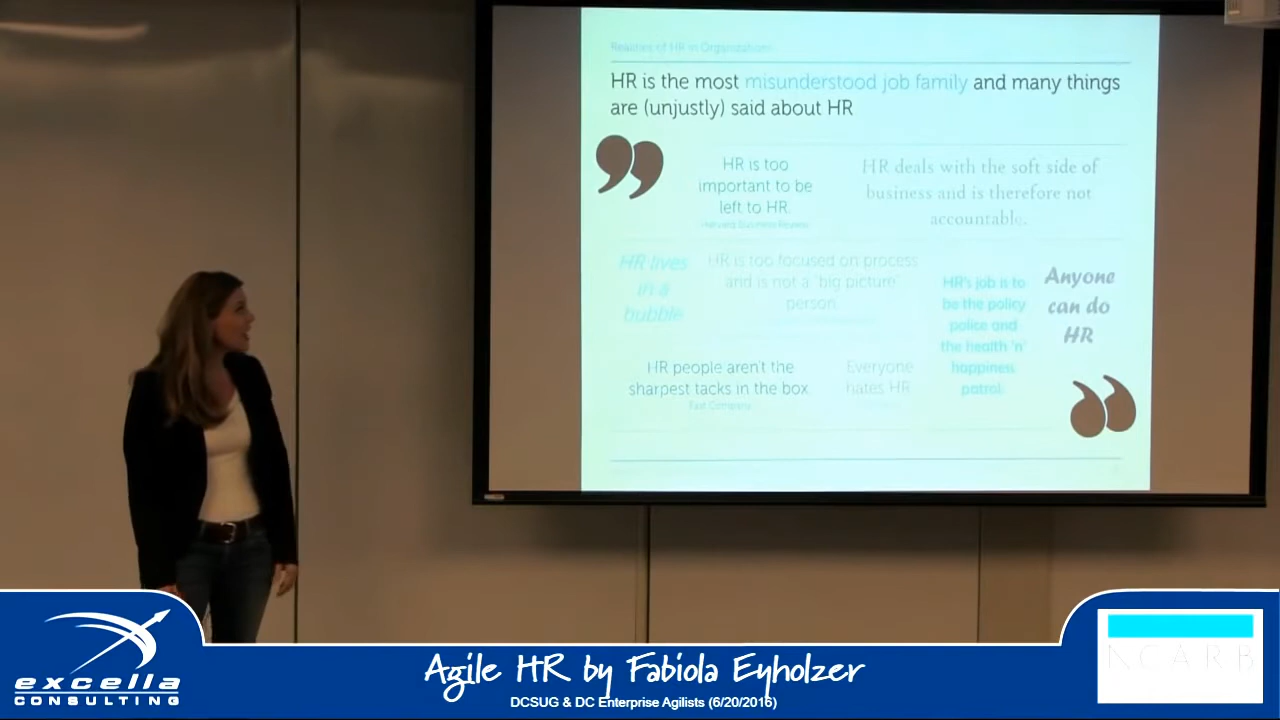 Realities of HR in Organizations
HR is the most misunderstood job family and many things
are (unjustly) said about HR
HR is too
important to be
left to HR.
Harvard Business Review
HR deals with the soft side of
business and is therefore not
accountable.
HR lives
in a
bubble
HR is too focused on process
and is not a "big picture"
person.
HR's job is to
be the policy
police and
the health 'n'
happiness
patrol.
Anyone
can do
HR
HR people aren't the
sharpest tacks in the box.
Fast Company
Everyone
hates HR
excella
CONSULTING
Agile HR by Fabiola Eyholzer
DCSUG & DC Enterprise Agilists (6/20/2016)
NCARB